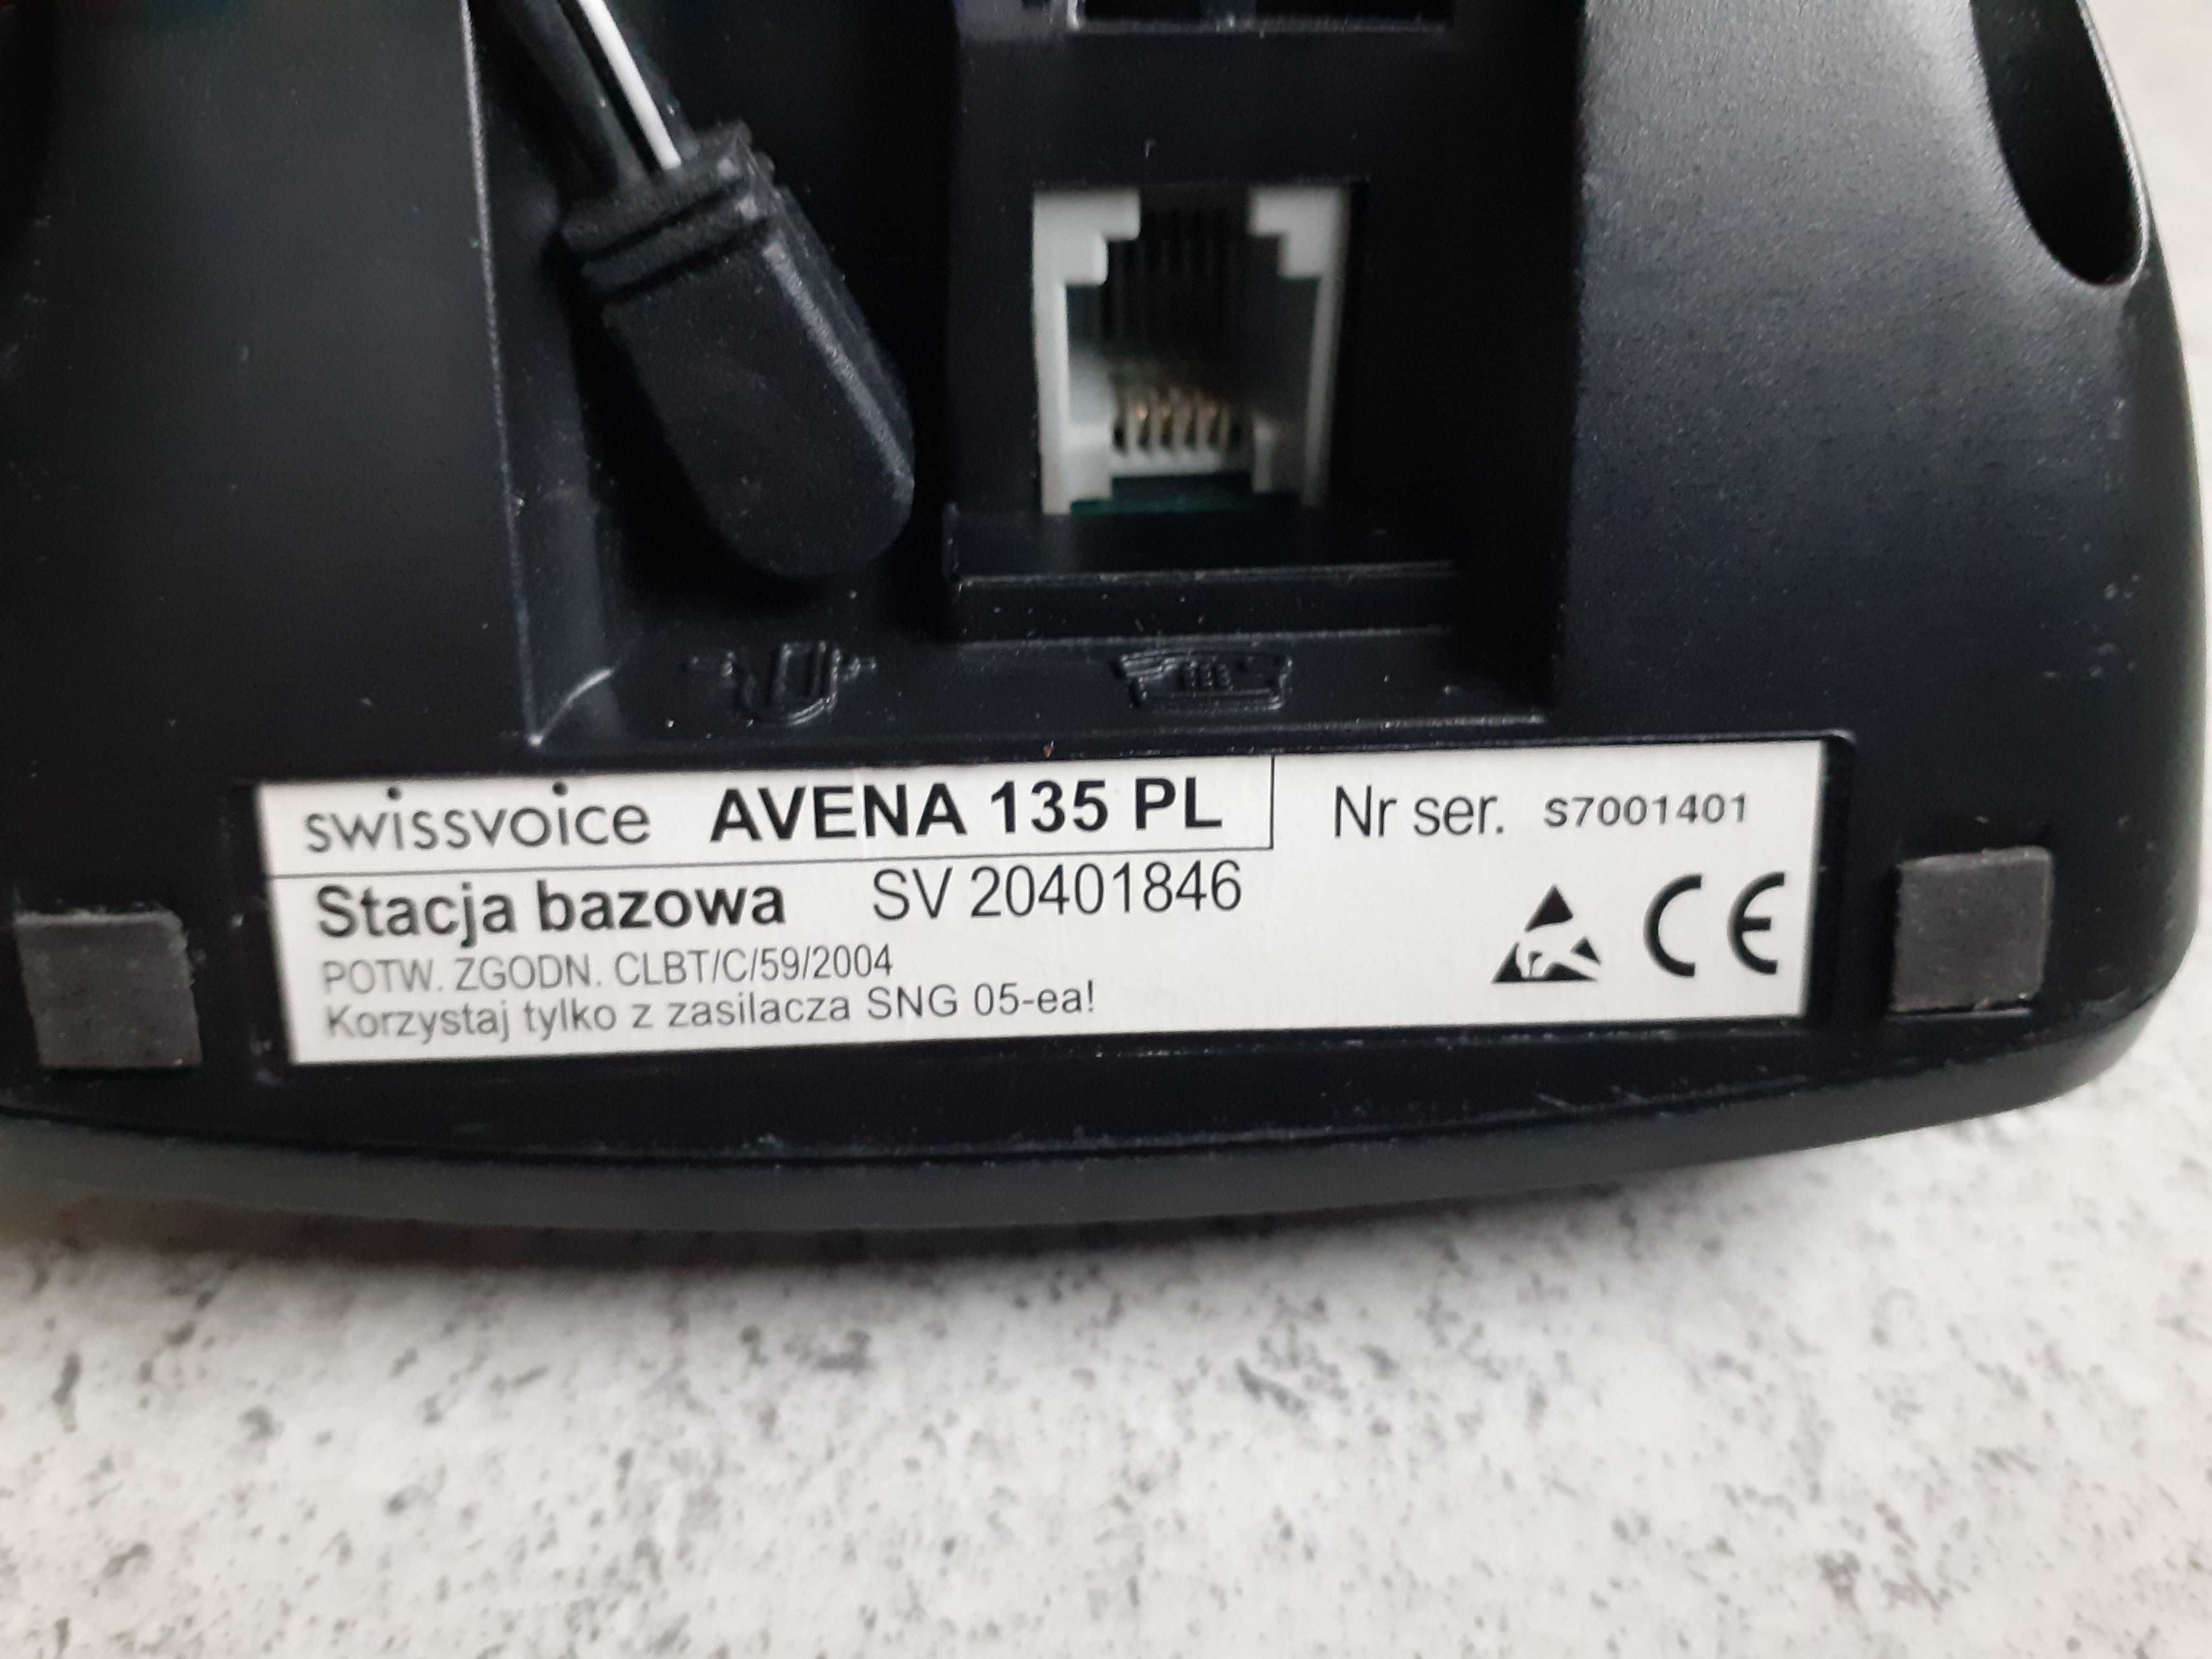 swissvoice AVENA 135 PL
Nr ser. S7001401
Stacja bazowa SV 20401846
POTW. ZGODN. CLBT/C/59/2004
Korzystaj tylko z zasilacza SNG 05-ea!
CE